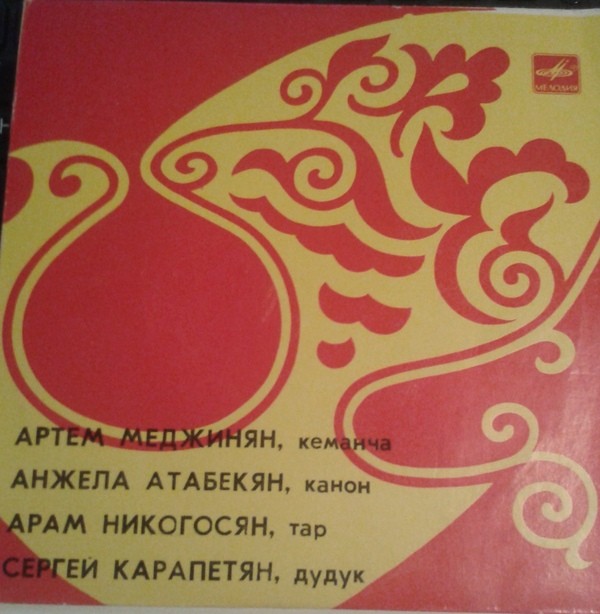 МЕЛОДИЯ
АРТЕМ МЕДЖИНЯН, кеманча
АНЖЕЛА АТАБЕКЯН, канон
АРАМ НИКОГОСЯН, тар
СЕРГЕЙ КАРАПЕТЯН, дудук